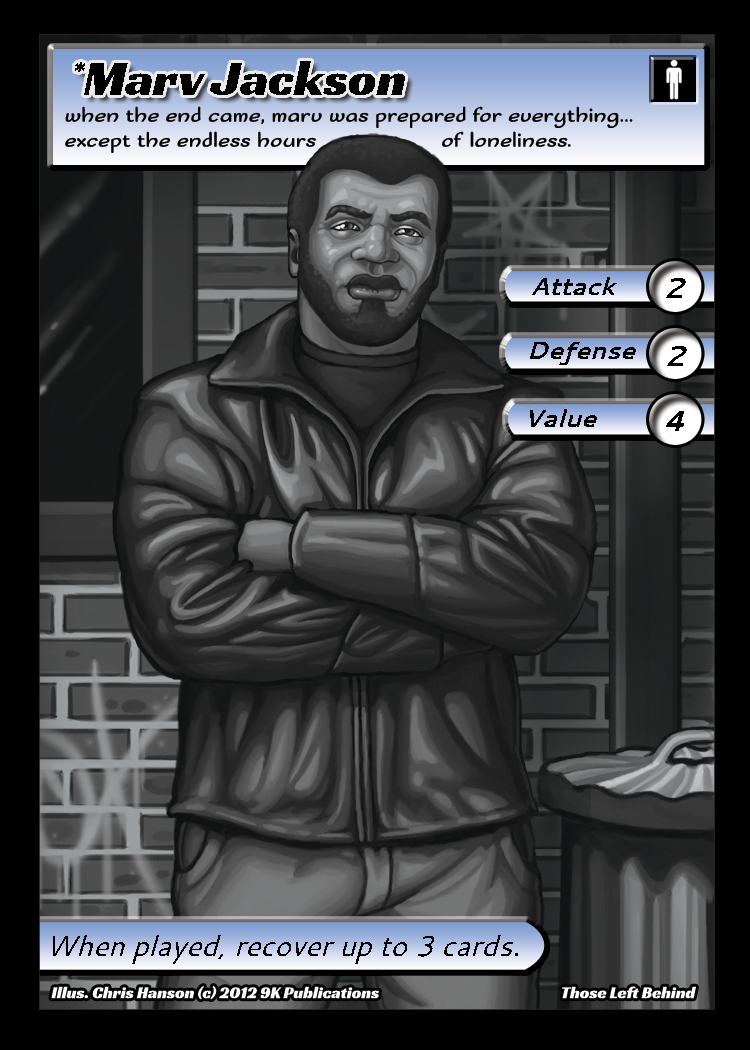 *Marv Jackson
when the end came, marv was prepared for everything...
except the endless hours of loneliness.
Attack 2
Defense 2
Value 4
When played, recover up to 3 cards.
Illus. Chris Hanson (c) 2012 9K Publications Those Left Behind